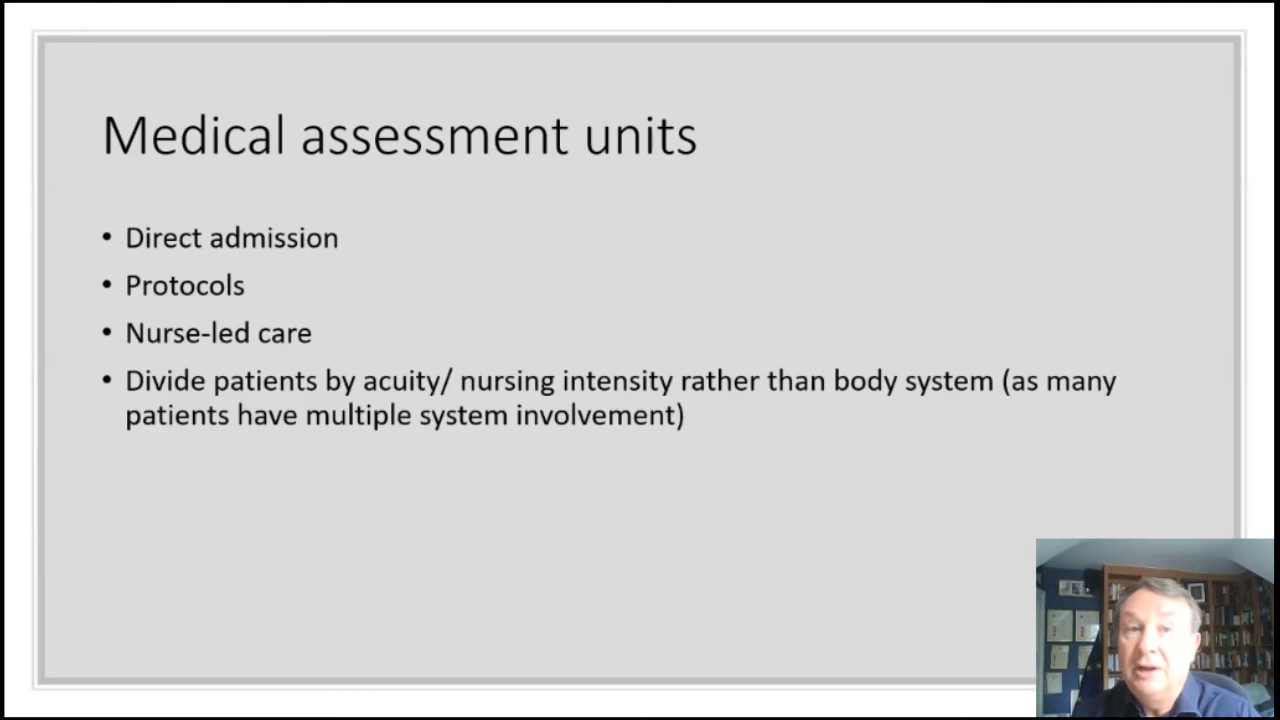 Medical assessment units
• Direct admission
• Protocols
• Nurse-led care
• Divide patients by acuity/ nursing intensity rather than body system (as many
patients have multiple system involvement)